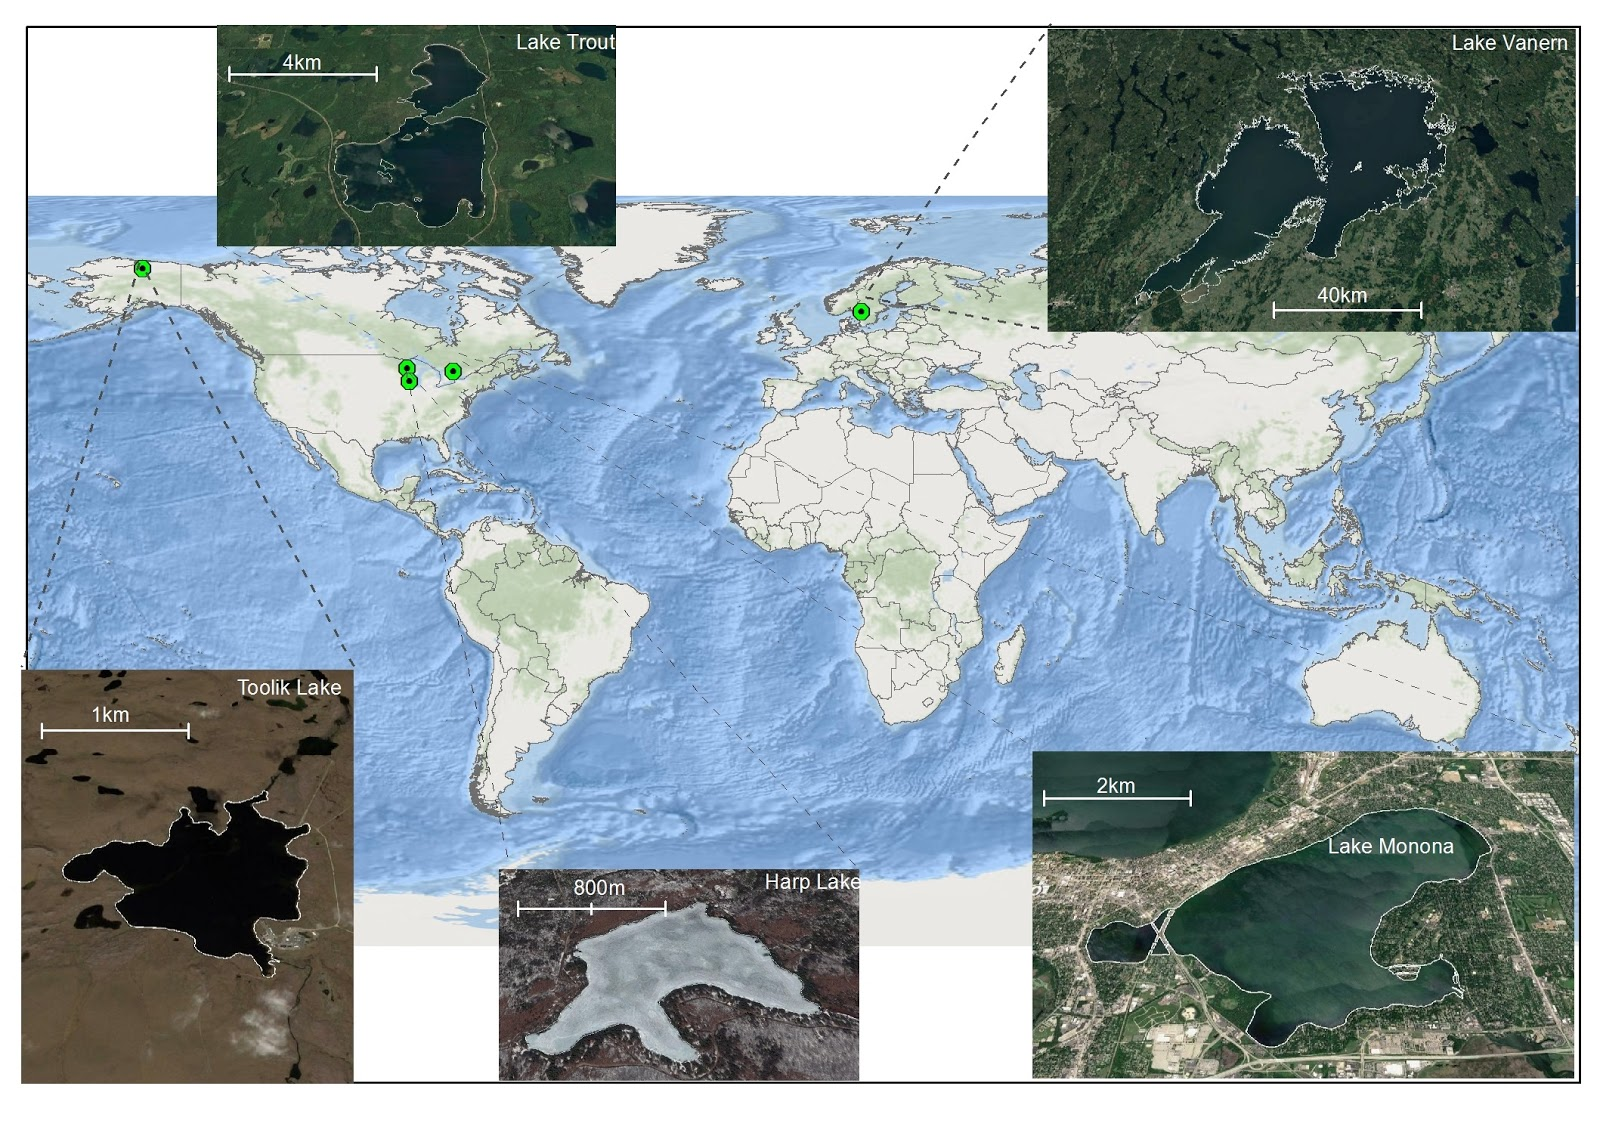 Lake Trout
4km
Lake Vanern
40km
Toolik Lake
1km
Harp Lake
800m
2km
Lake Monona